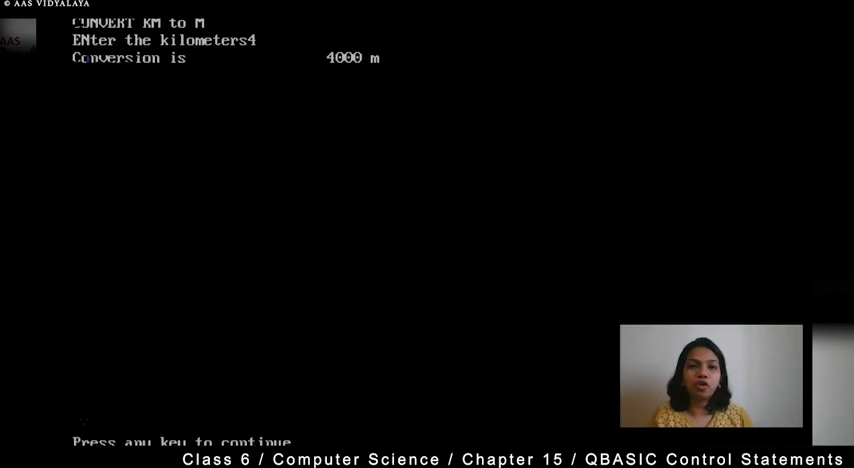 © AAS VIDYALAYA
CONVERT KM to M
AAS
ENter the kilometers4
Conversion is 4000 m
Press any key to continue
Class 6 / Computer Science / Chapter 15 / QBASIC Control Statements